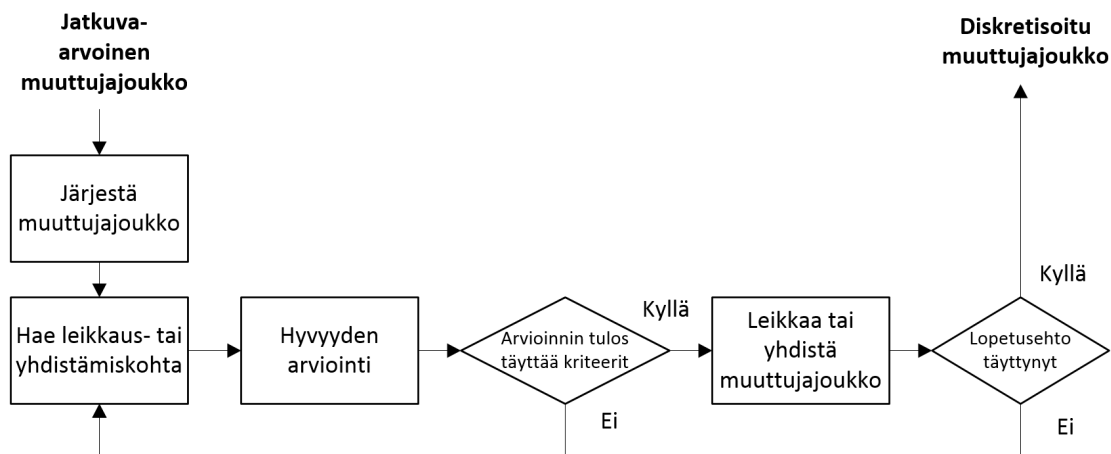 Jatkuva-
arvoinen
muuttujajoukko
Järjestä
muuttujajoukko
Hae leikkaus- tai
yhdistämiskohta
Hyvyyden
arviointi
Arvioinnin tulos
täyttää kriteerit
Kyllä
Ei
Leikkaa tai
yhdistä
muuttujajoukko
Lopetusehto
täyttynyt
Kyllä
Ei
Diskretisoitu
muuttujajoukko